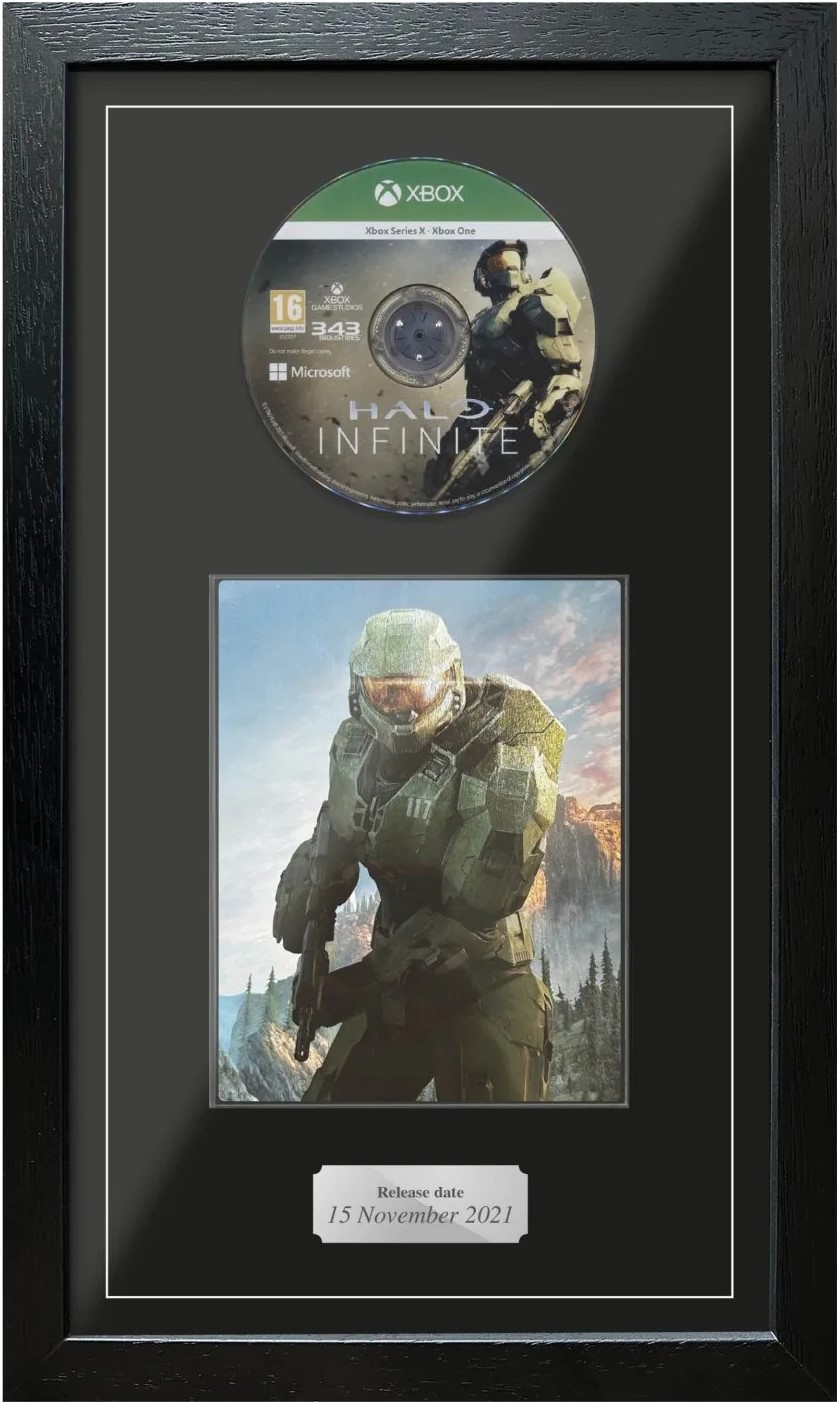 XBOX
Xbox Series X - Xbox One
16
www.pegi.info
XBOX
GAME STUDIOS
343
INDUSTRIES
Do not make illegal copies.
Microsoft
HALO
INFINITE
117
Release date
15 November 2021